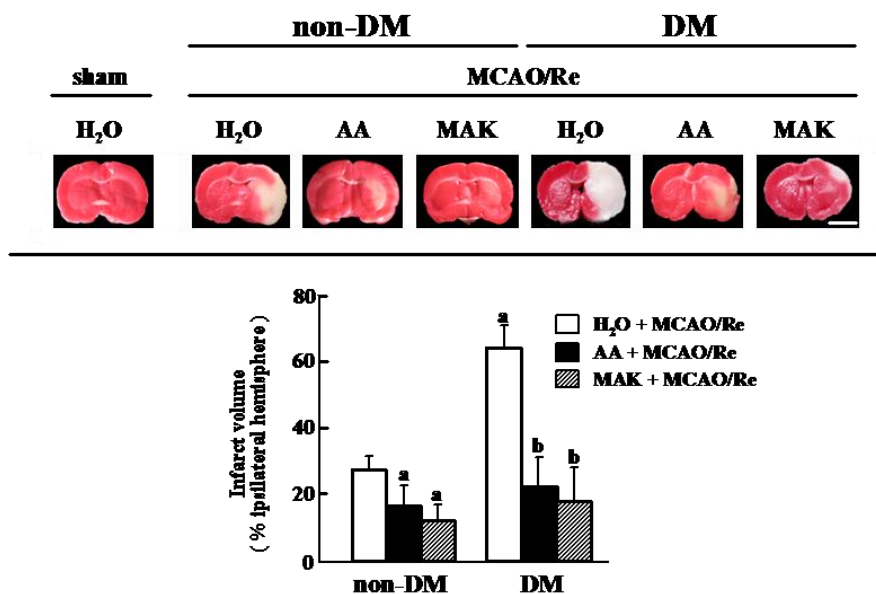 non-DM DM
sham MCAO/Re
H₂O H₂O AA MAK H₂O AA MAK
80
60
40
20
0
Infarct volume
( % ipsilateral hemisphere )
a
a
a
b
b
H₂O + MCAO/Re
AA + MCAO/Re
MAK + MCAO/Re
non-DM DM